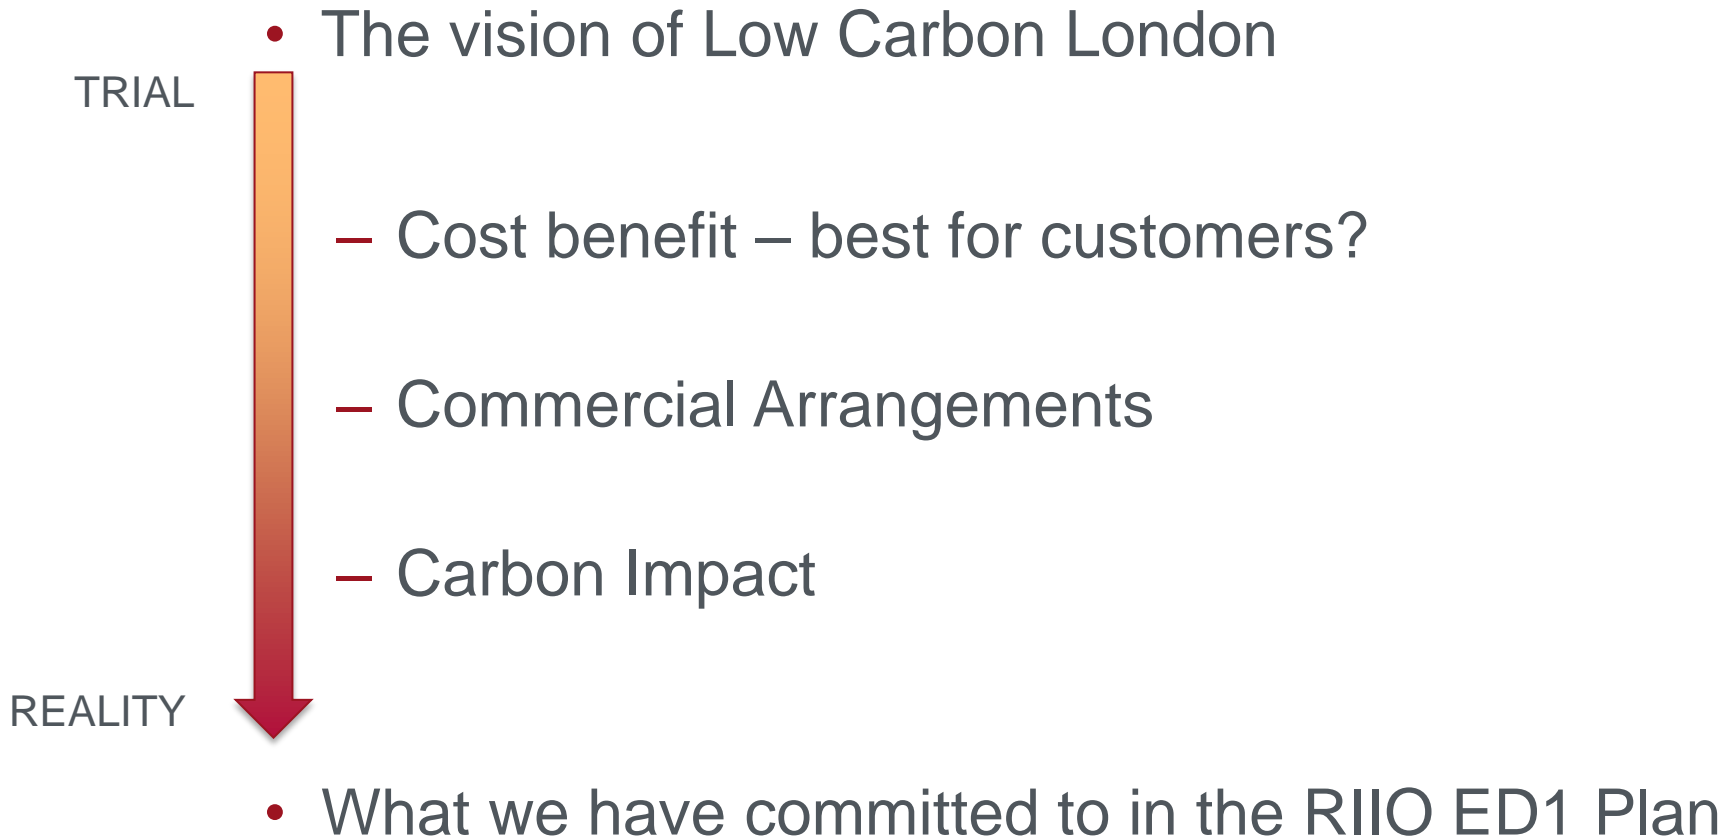 • The vision of Low Carbon London
TRIAL
– Cost benefit – best for customers?
– Commercial Arrangements
– Carbon Impact
REALITY
• What we have committed to in the RIIO ED1 Plan